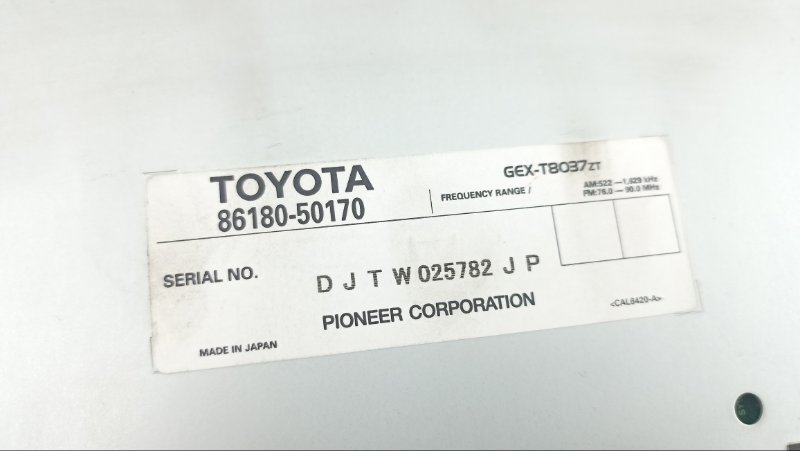 TOYOTA
86180-50170
GEX-T8037ZT
FREQUENCY RANGE /
AM:522 —1,629 kHz
FM:76.0 — 90.0 MHz
SERIAL NO.
D J T W 025782 J P
PIONEER CORPORATION
<CAL8420-A>
MADE IN JAPAN